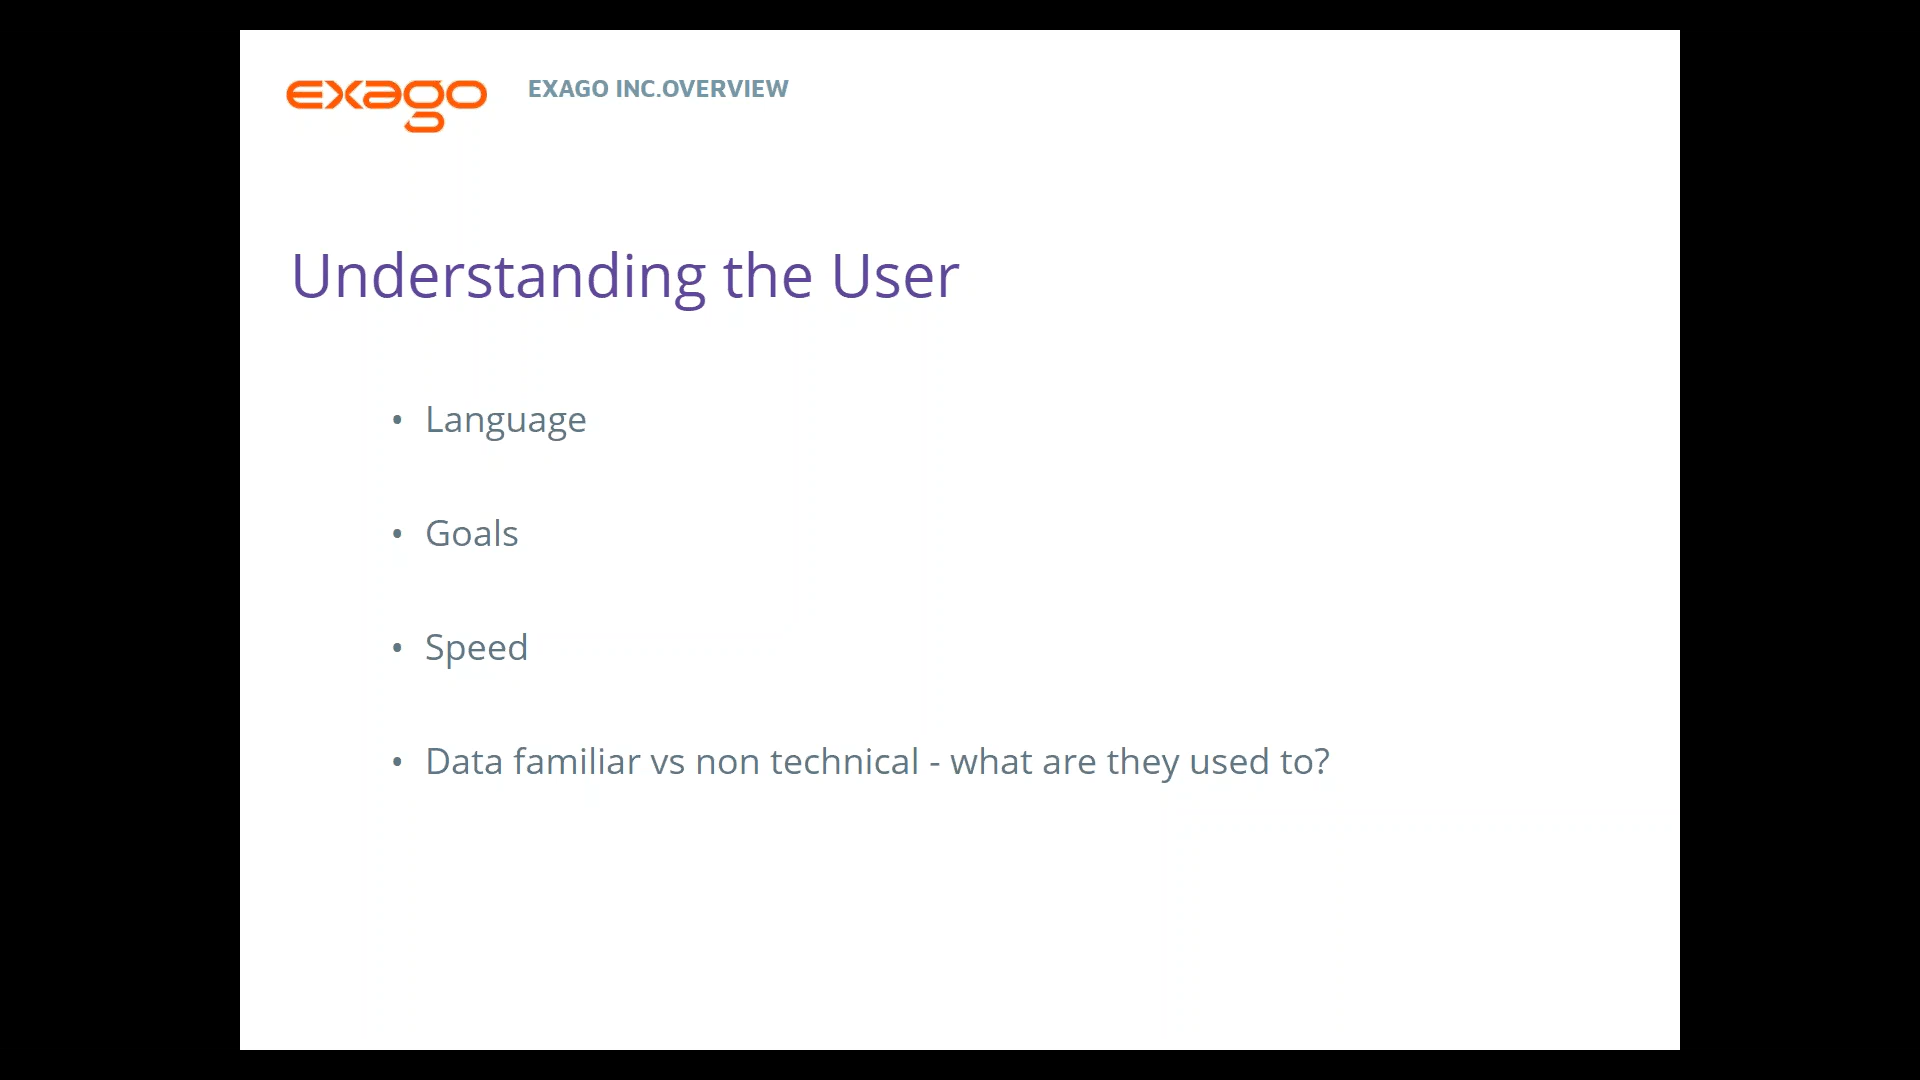 exago
EXAGO INC.OVERVIEW
Understanding the User
• Language
• Goals
• Speed
• Data familiar vs non technical - what are they used to?